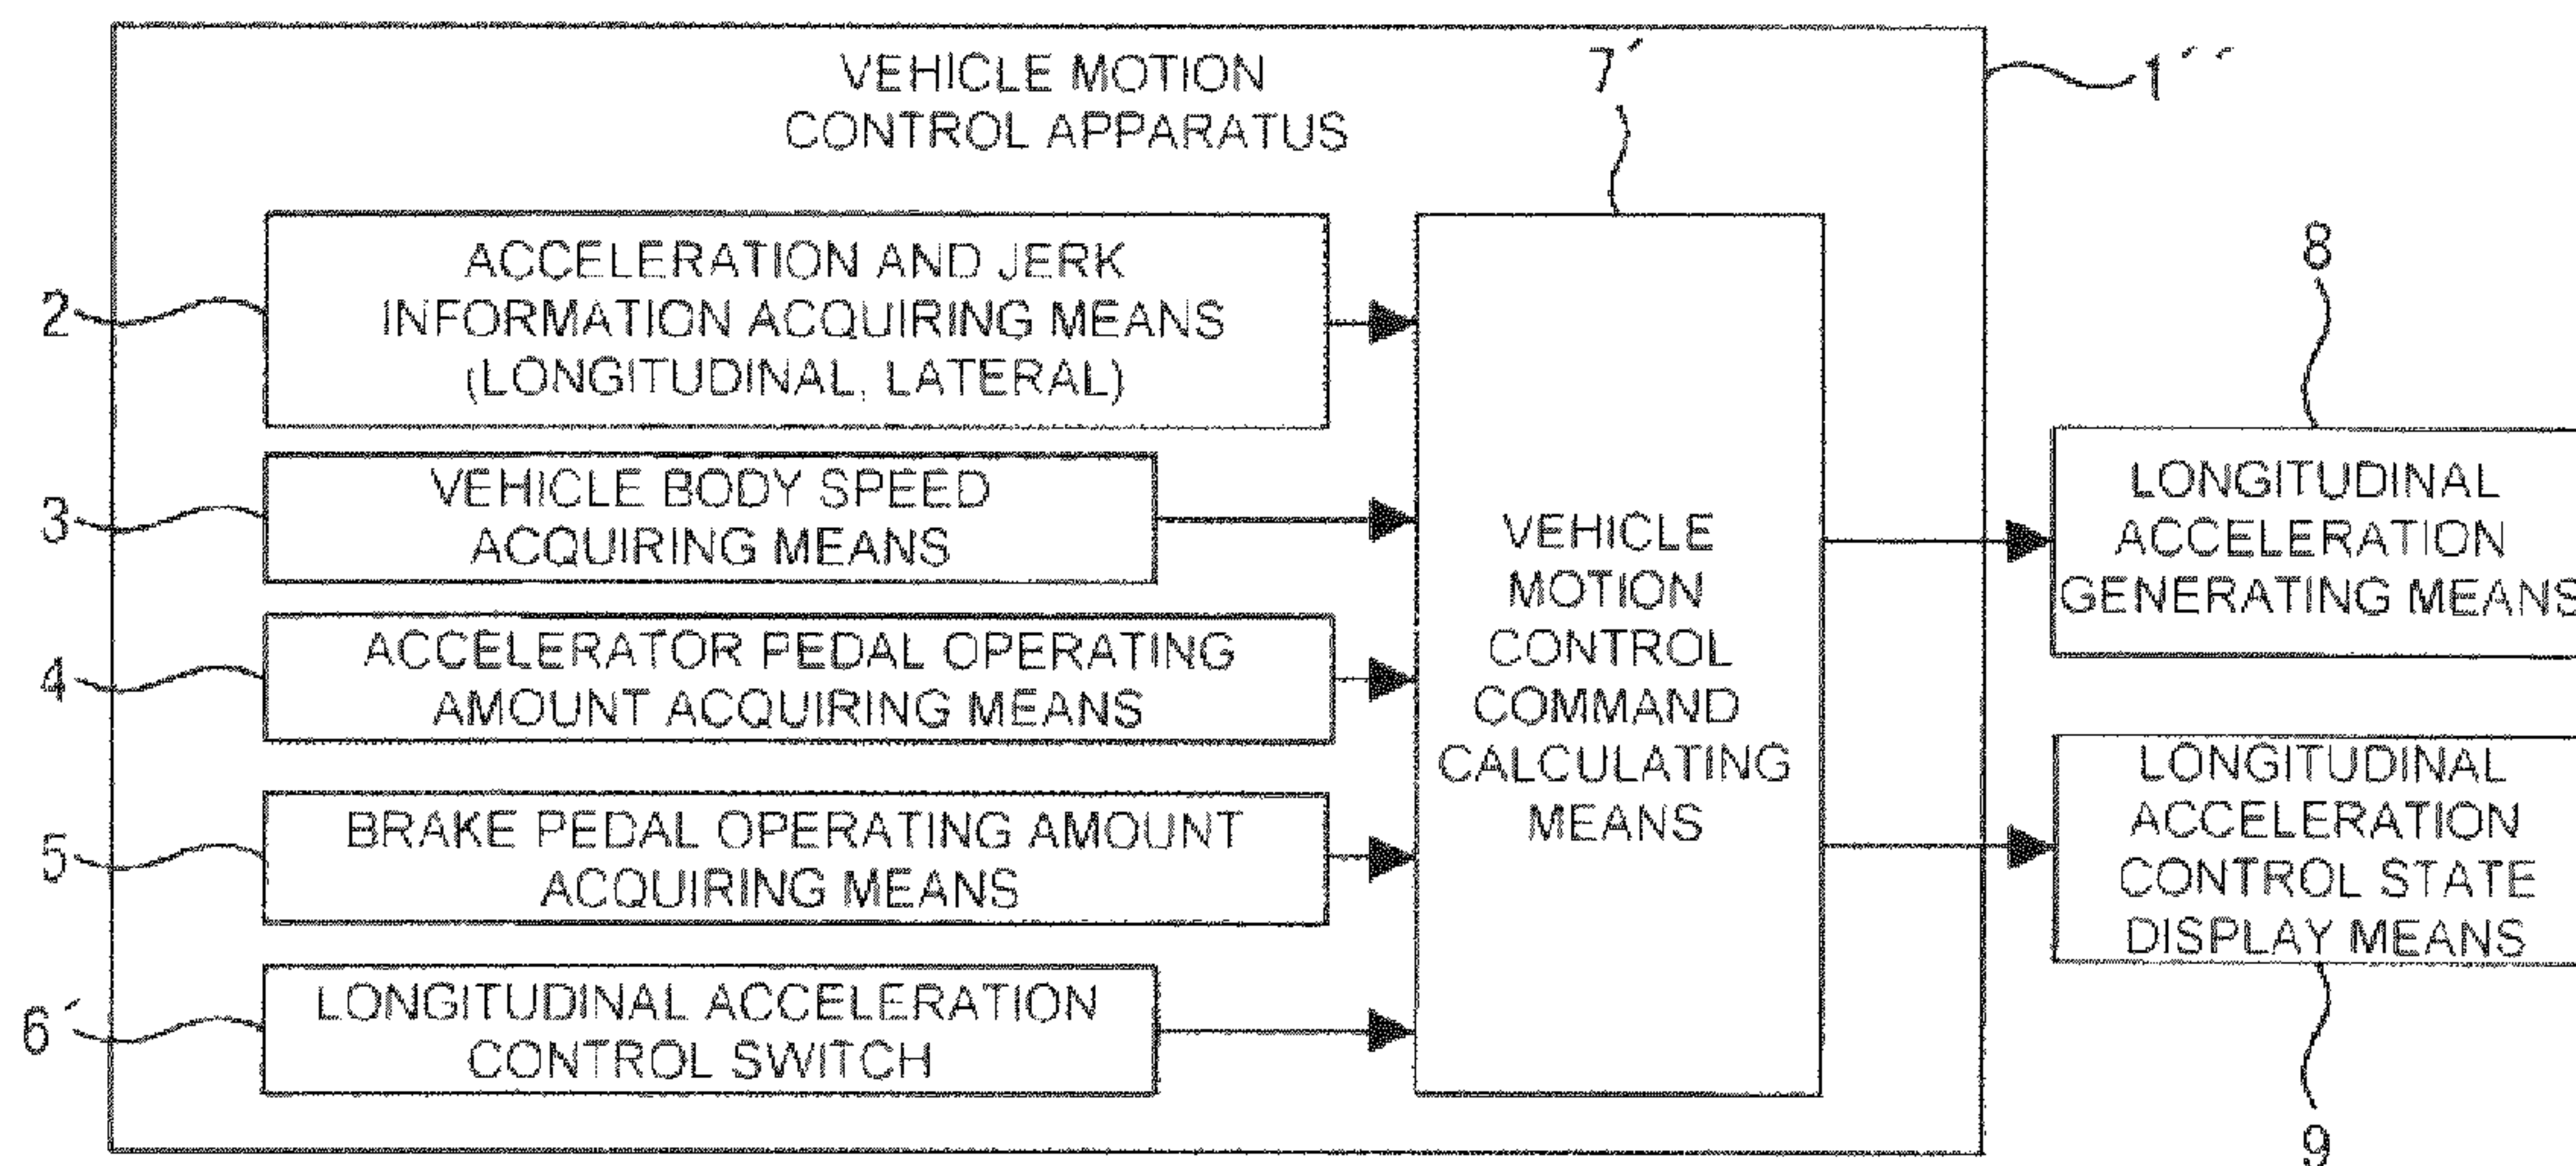 VEHICLE MOTION
CONTROL APPARATUS
7′
1′′
2
ACCELERATION AND JERK
INFORMATION ACQUIRING MEANS
(LONGITUDINAL, LATERAL)
3
VEHICLE BODY SPEED
ACQUIRING MEANS
4
ACCELERATOR PEDAL OPERATING
AMOUNT ACQUIRING MEANS
5
BRAKE PEDAL OPERATING AMOUNT
ACQUIRING MEANS
6′
LONGITUDINAL ACCELERATION
CONTROL SWITCH
VEHICLE
MOTION
CONTROL
COMMAND
CALCULATING
MEANS
8
LONGITUDINAL
ACCELERATION
GENERATING MEANS
LONGITUDINAL
ACCELERATION
CONTROL STATE
DISPLAY MEANS
9